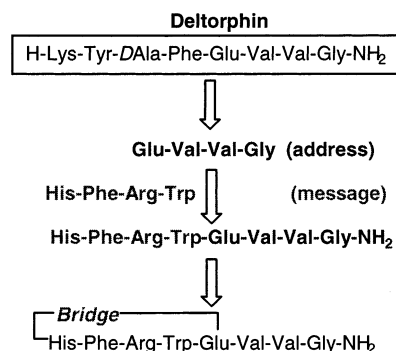 Deltorphin
H-Lys-Tyr-DAla-Phe-Glu-Val-Val-Gly-NH2
Glu-Val-Val-Gly (address)
His-Phe-Arg-Trp (message)
His-Phe-Arg-Trp-Glu-Val-Val-Gly-NH2
Bridge
His-Phe-Arg-Trp-Glu-Val-Val-Gly-NH2